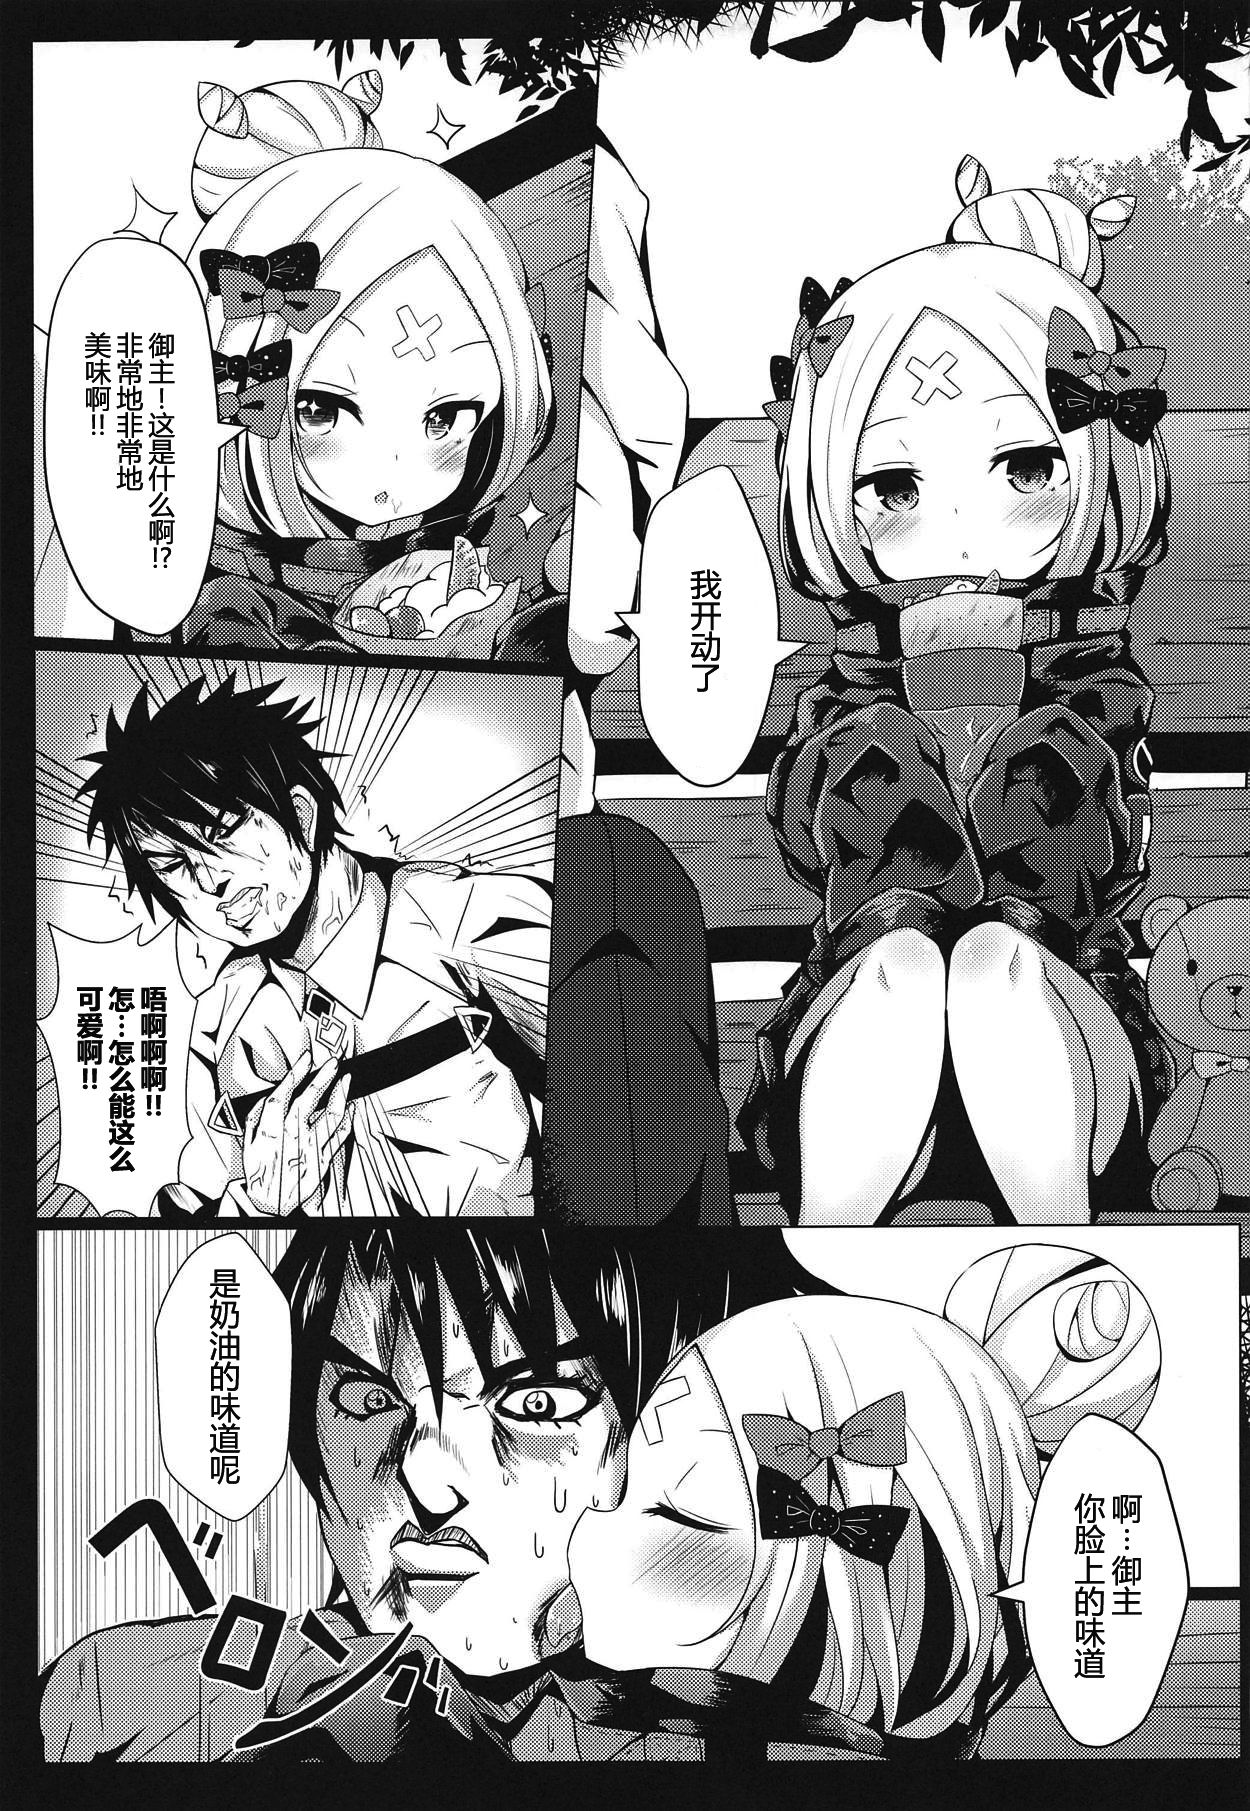 我开动了
御主！这是什么啊!?
非常地非常地
美味啊!!
唔啊啊啊!!
怎…怎么能这么
可爱啊!!
啊…御主
你脸上的味道
是奶油的味道呢
ベロンッ